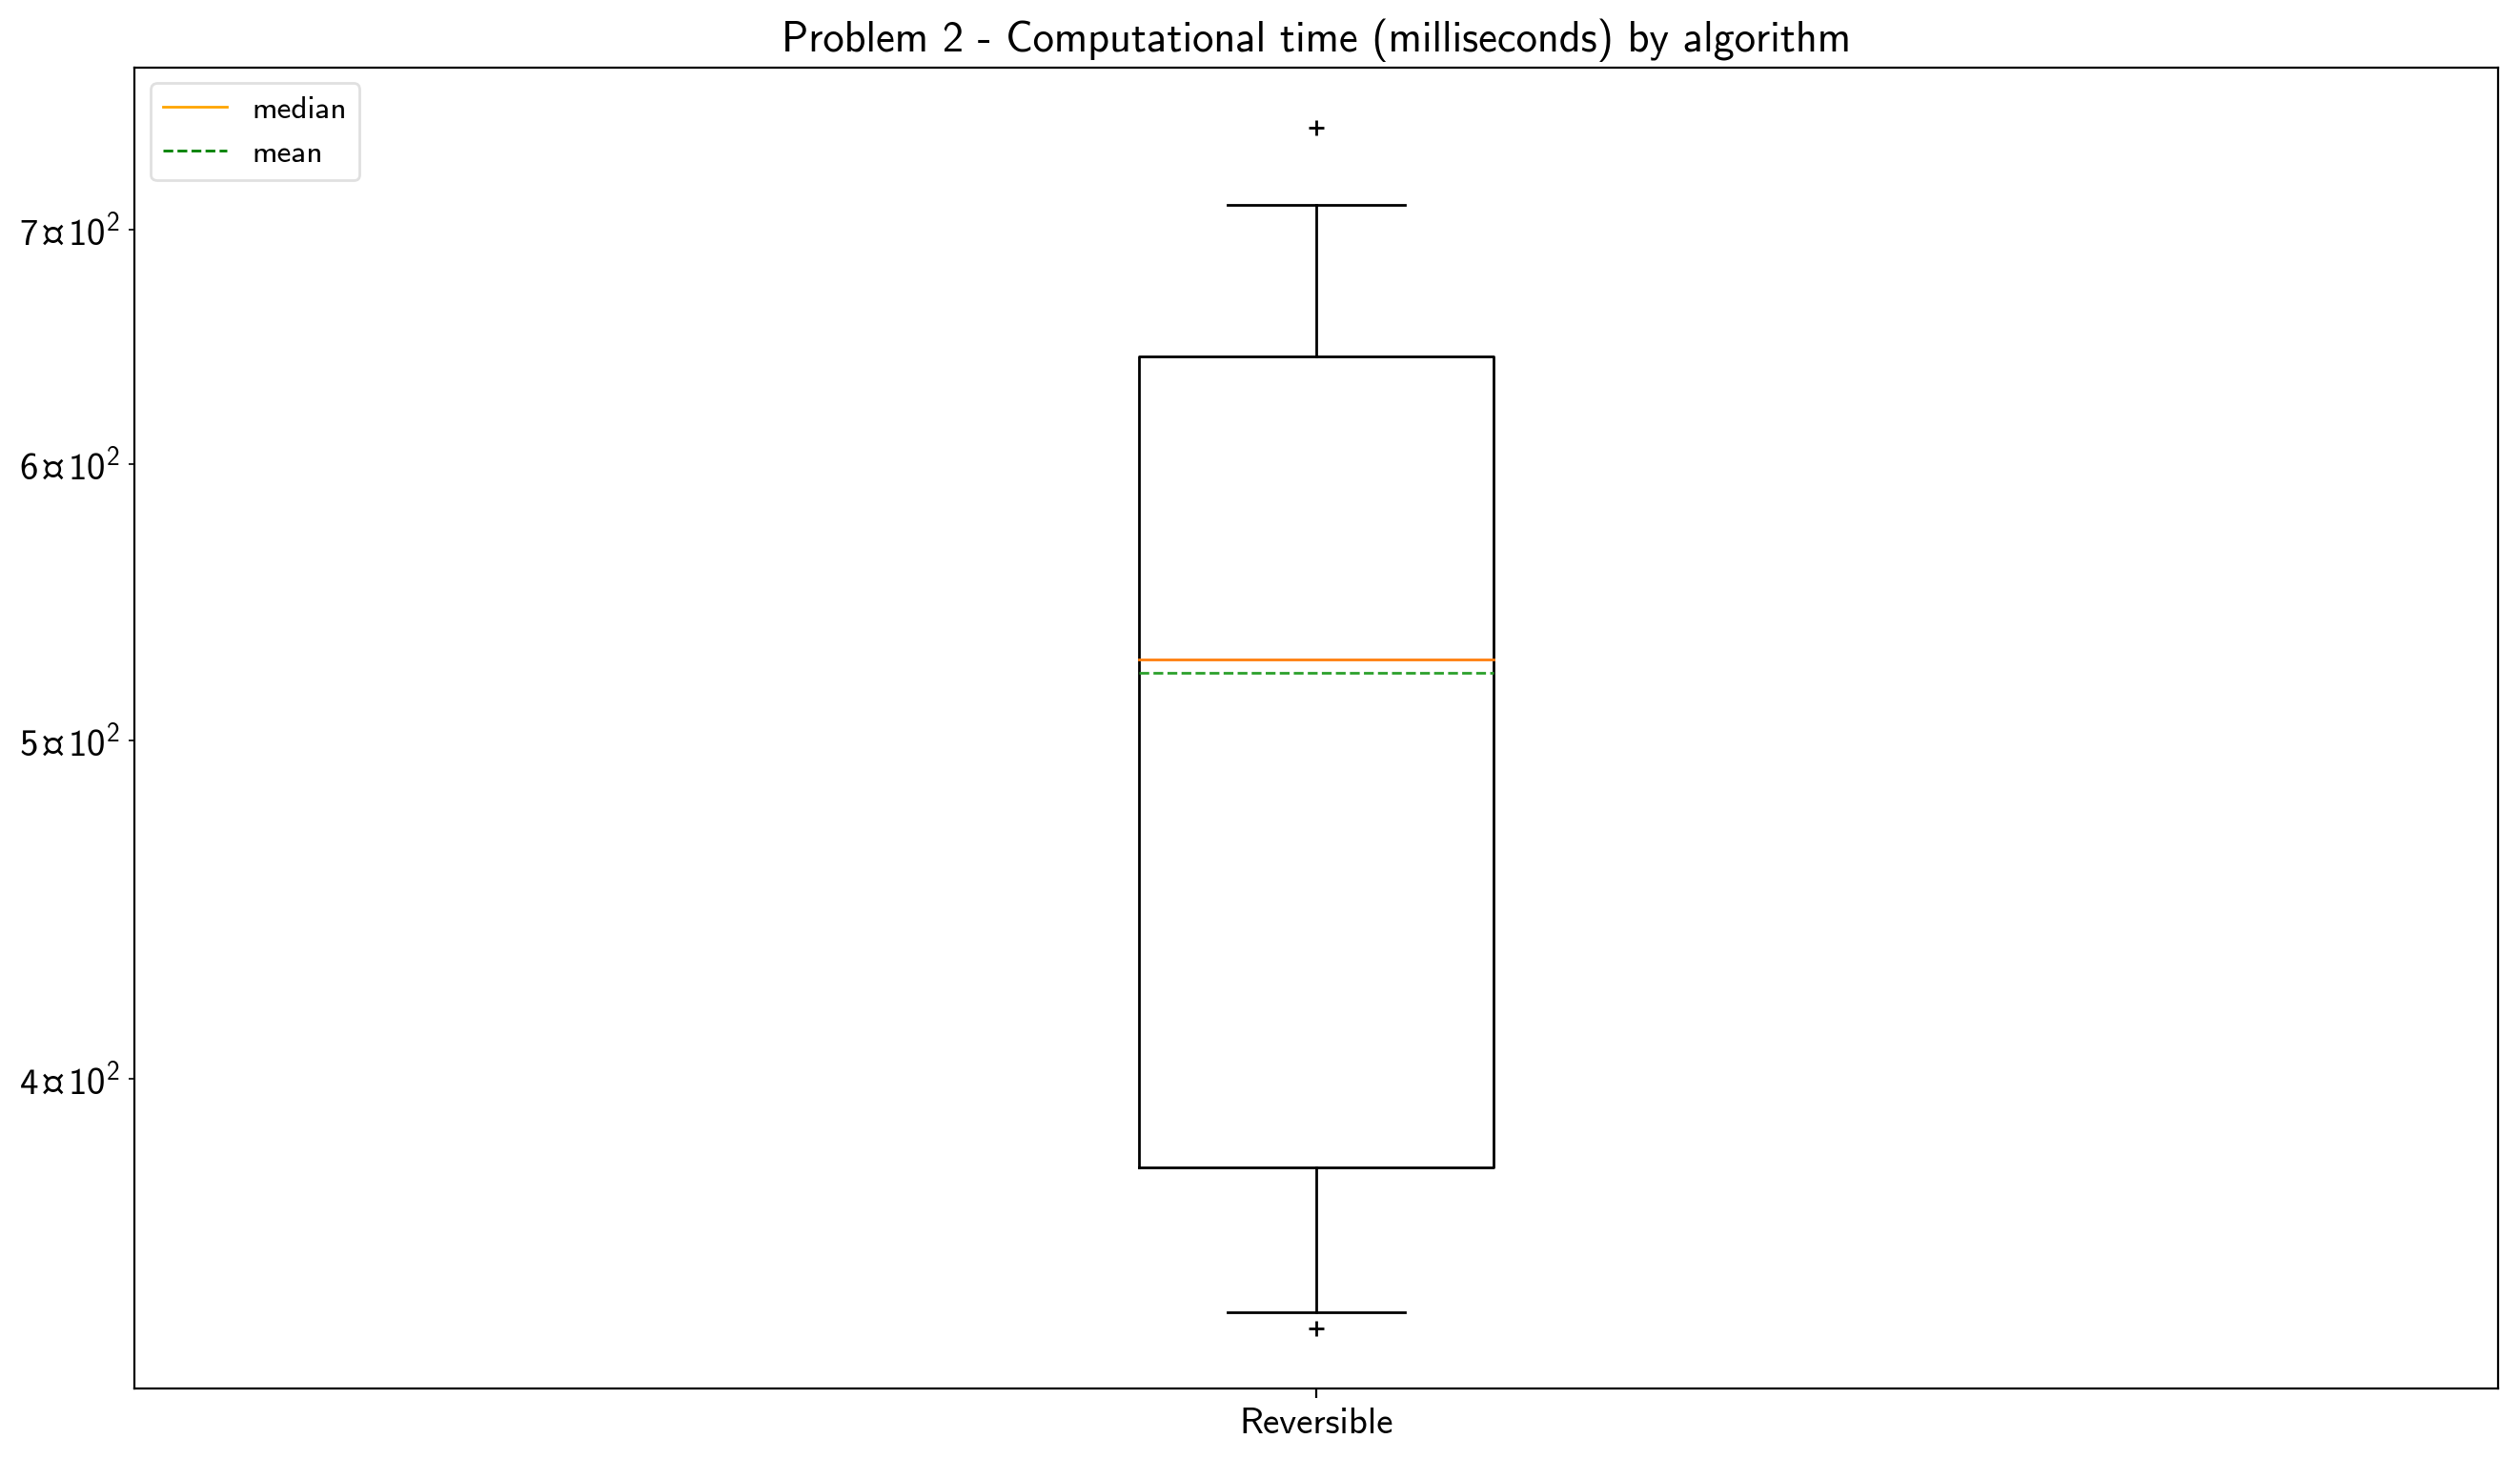 Problem 2 - Computational time (milliseconds) by algorithm
median
mean
7¤10²
6¤10²
5¤10²
4¤10²
Reversible